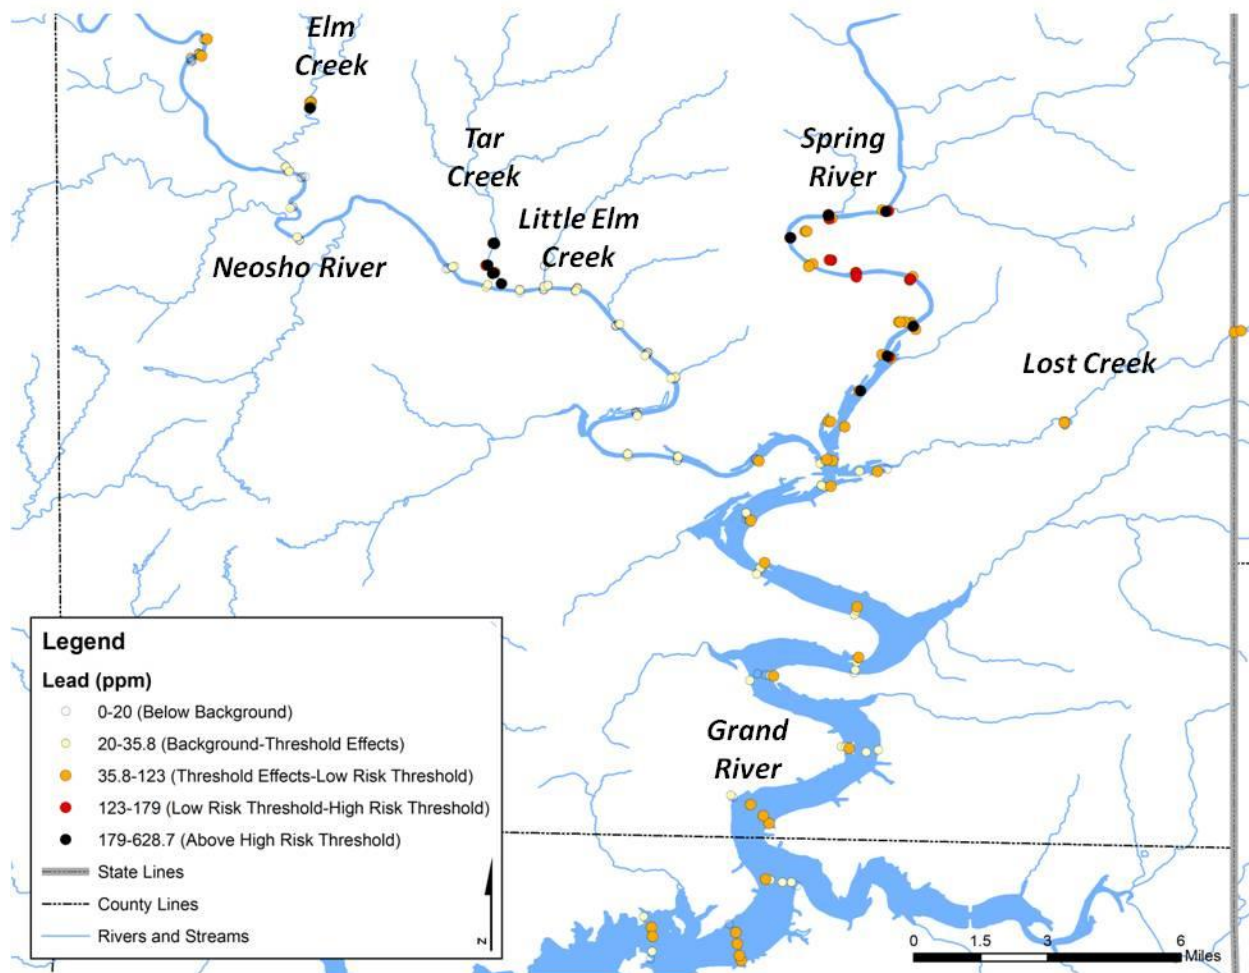 Elm
Creek
Tar
Creek
Spring
River
Little Elm
Creek
Neosho River
Lost Creek
Grand
River
Legend
Lead (ppm)
0-20 (Below Background)
20-35.8 (Background-Threshold Effects)
35.8-123 (Threshold Effects-Low Risk Threshold)
123-179 (Low Risk Threshold-High Risk Threshold)
179-628.7 (Above High Risk Threshold)
State Lines
County Lines
Rivers and Streams
N
0 1.5 3 6
Miles